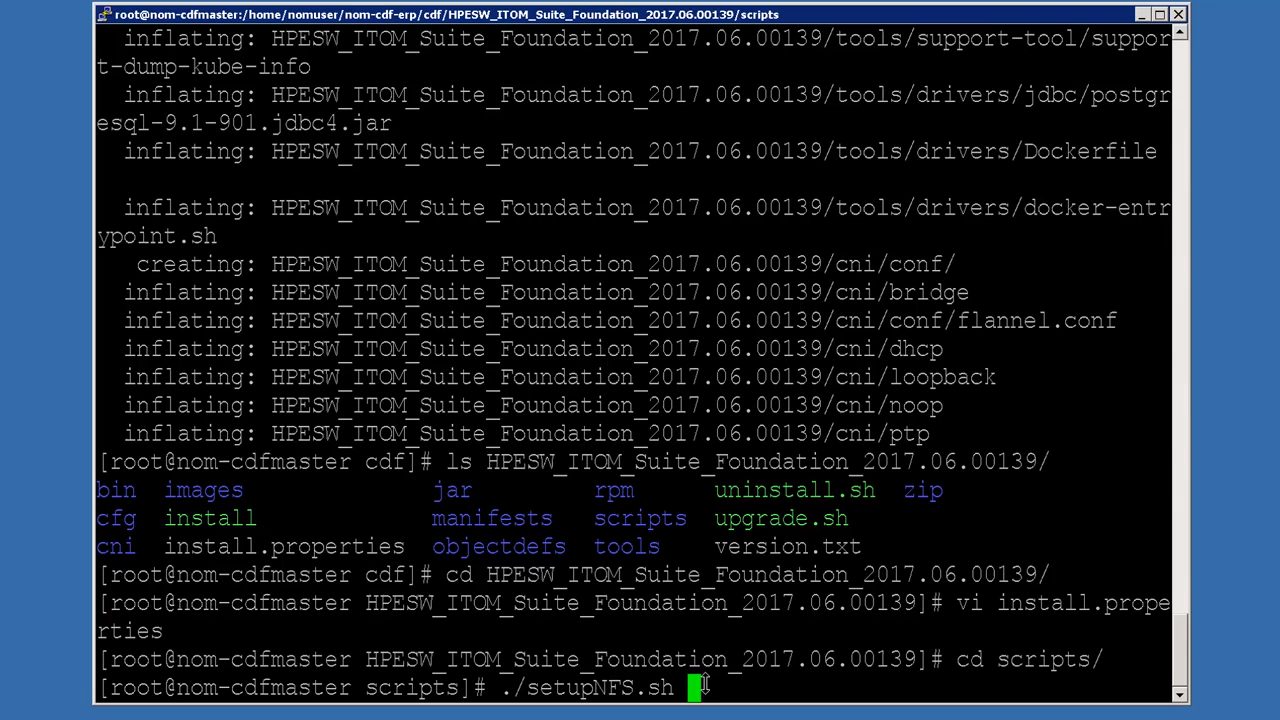 root@nom-cdfmaster:/home/nomuser/nom-cdf-erp/cdf/HPESW_ITOM_Suite_Foundation_2017.06.00139/scripts
inflating: HPESW_ITOM_Suite_Foundation_2017.06.00139/tools/support-tool/suppor
t-dump-kube-info
inflating: HPESW_ITOM_Suite_Foundation_2017.06.00139/tools/drivers/jdbc/postgr
esql-9.1-901.jdbc4.jar
inflating: HPESW_ITOM_Suite_Foundation_2017.06.00139/tools/drivers/Dockerfile
inflating: HPESW_ITOM_Suite_Foundation_2017.06.00139/tools/drivers/docker-entr
ypoint.sh
creating: HPESW_ITOM_Suite_Foundation_2017.06.00139/cni/conf/
inflating: HPESW_ITOM_Suite_Foundation_2017.06.00139/cni/bridge
inflating: HPESW_ITOM_Suite_Foundation_2017.06.00139/cni/conf/flannel.conf
inflating: HPESW_ITOM_Suite_Foundation_2017.06.00139/cni/dhcp
inflating: HPESW_ITOM_Suite_Foundation_2017.06.00139/cni/loopback
inflating: HPESW_ITOM_Suite_Foundation_2017.06.00139/cni/noop
inflating: HPESW_ITOM_Suite_Foundation_2017.06.00139/cni/ptp
[root@nom-cdfmaster cdf]# ls HPESW_ITOM_Suite_Foundation_2017.06.00139/
bin images jar rpm uninstall.sh zip
cfg install manifests scripts upgrade.sh
cni install.properties objectdefs tools version.txt
[root@nom-cdfmaster cdf]# cd HPESW_ITOM_Suite_Foundation_2017.06.00139/
[root@nom-cdfmaster HPESW_ITOM_Suite_Foundation_2017.06.00139]# vi install.prope
rties
[root@nom-cdfmaster HPESW_ITOM_Suite_Foundation_2017.06.00139]# cd scripts/
[root@nom-cdfmaster scripts]# ./setupNFS.sh